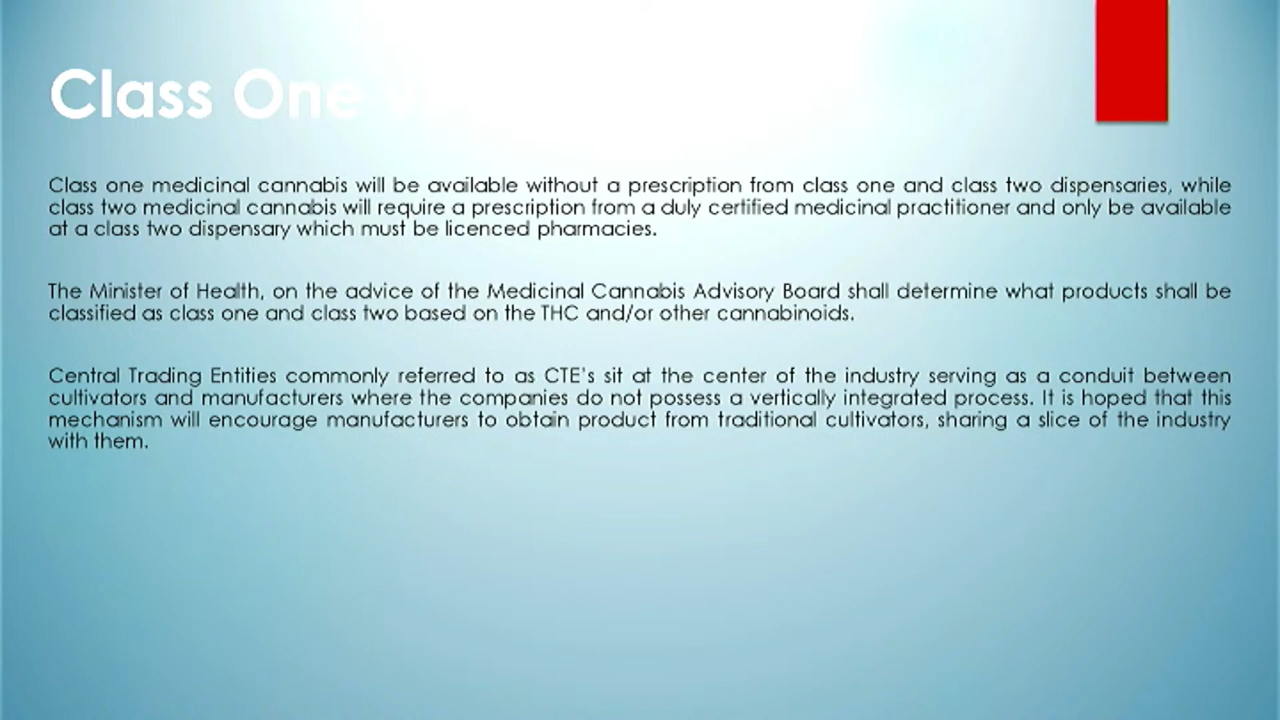 Class One
Class one medicinal cannabis will be available without a prescription from class one and class two dispensaries, while
class two medicinal cannabis will require a prescription from a duly certified medicinal practitioner and only be available
at a class two dispensary which must be licenced pharmacies.
The Minister of Health, on the advice of the Medicinal Cannabis Advisory Board shall determine what products shall be
classified as class one and class two based on the THC and/or other cannabinoids.
Central Trading Entities commonly referred to as CTE's sit at the center of the industry serving as a conduit between
cultivators and manufacturers where the companies do not possess a vertically integrated process. It is hoped that this
mechanism will encourage manufacturers to obtain product from traditional cultivators, sharing a slice of the industry
with them.